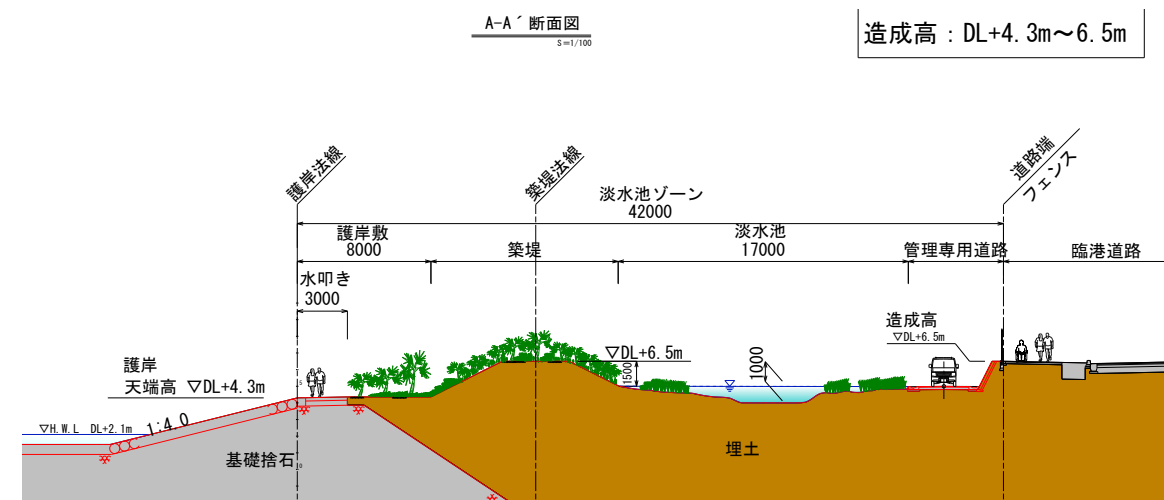 A-A´断面図
S=1/100
造成高：DL+4.3m～6.5m
護岸法線
築堤法線
道路端
フェンス
淡水池ゾーン
42000
護岸敷
8000
築堤
淡水池
17000
管理専用道路
臨港道路
水叩き
3000
造成高
▽DL+6.5m
▽DL+6.5m
1500
1000
護岸
天端高 ▽DL+4.3m
▽H.W.L DL+2.1m
1:4.0
基礎捨石
埋土